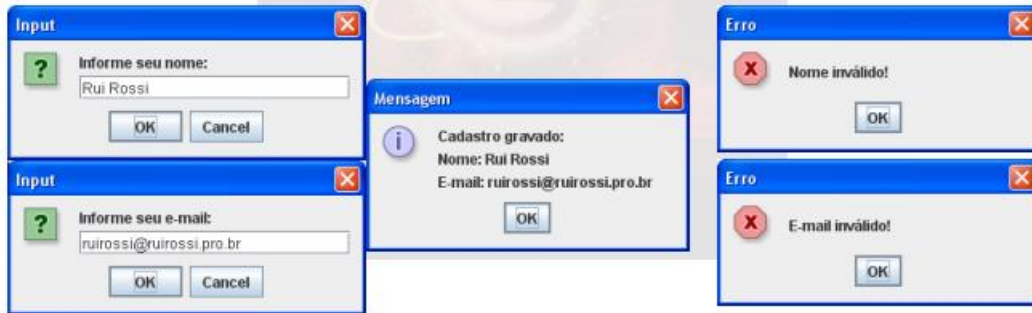 Input
Informe seu nome:
Rui Rossi
OK Cancel
Input
Informe seu e-mail:
ruirossi@ruirossi.pro.br
OK Cancel
Mensagem
Cadastro gravado:
Nome: Rui Rossi
E-mail: ruirossi@ruirossi.pro.br
OK
Erro
Nome inválido!
OK
Erro
E-mail inválido!
OK